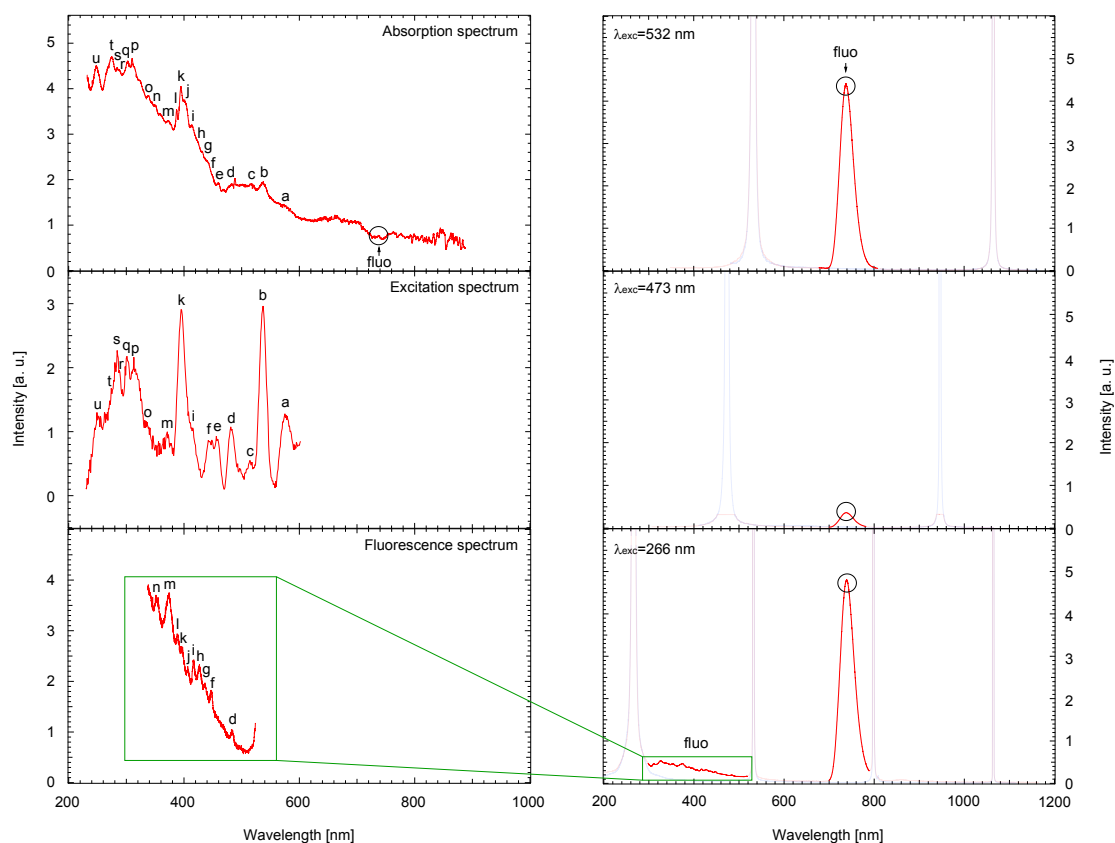 Absorption spectrum
5
4
3
2
1
0
u
t
s
r
q
p
o
n
m
l
k
j
i
h
g
f
e
d
c
b
a
fluo
Excitation spectrum
3
2
1
0
u
t
s
r
q
p
o
m
k
i
f
e
d
c
b
a
Fluorescence spectrum
4
3
2
1
0
n
m
l
k
j
i
h
g
f
d
200
400
600
800
1000
Wavelength [nm]
Intensity [a. u.]
λexc=532 nm
fluo
5
4
3
2
1
0
λexc=473 nm
5
4
3
2
1
0
λexc=266 nm
fluo
5
4
3
2
1
0
200
400
600
800
1000
1200
Wavelength [nm]
Intensity [a. u.]